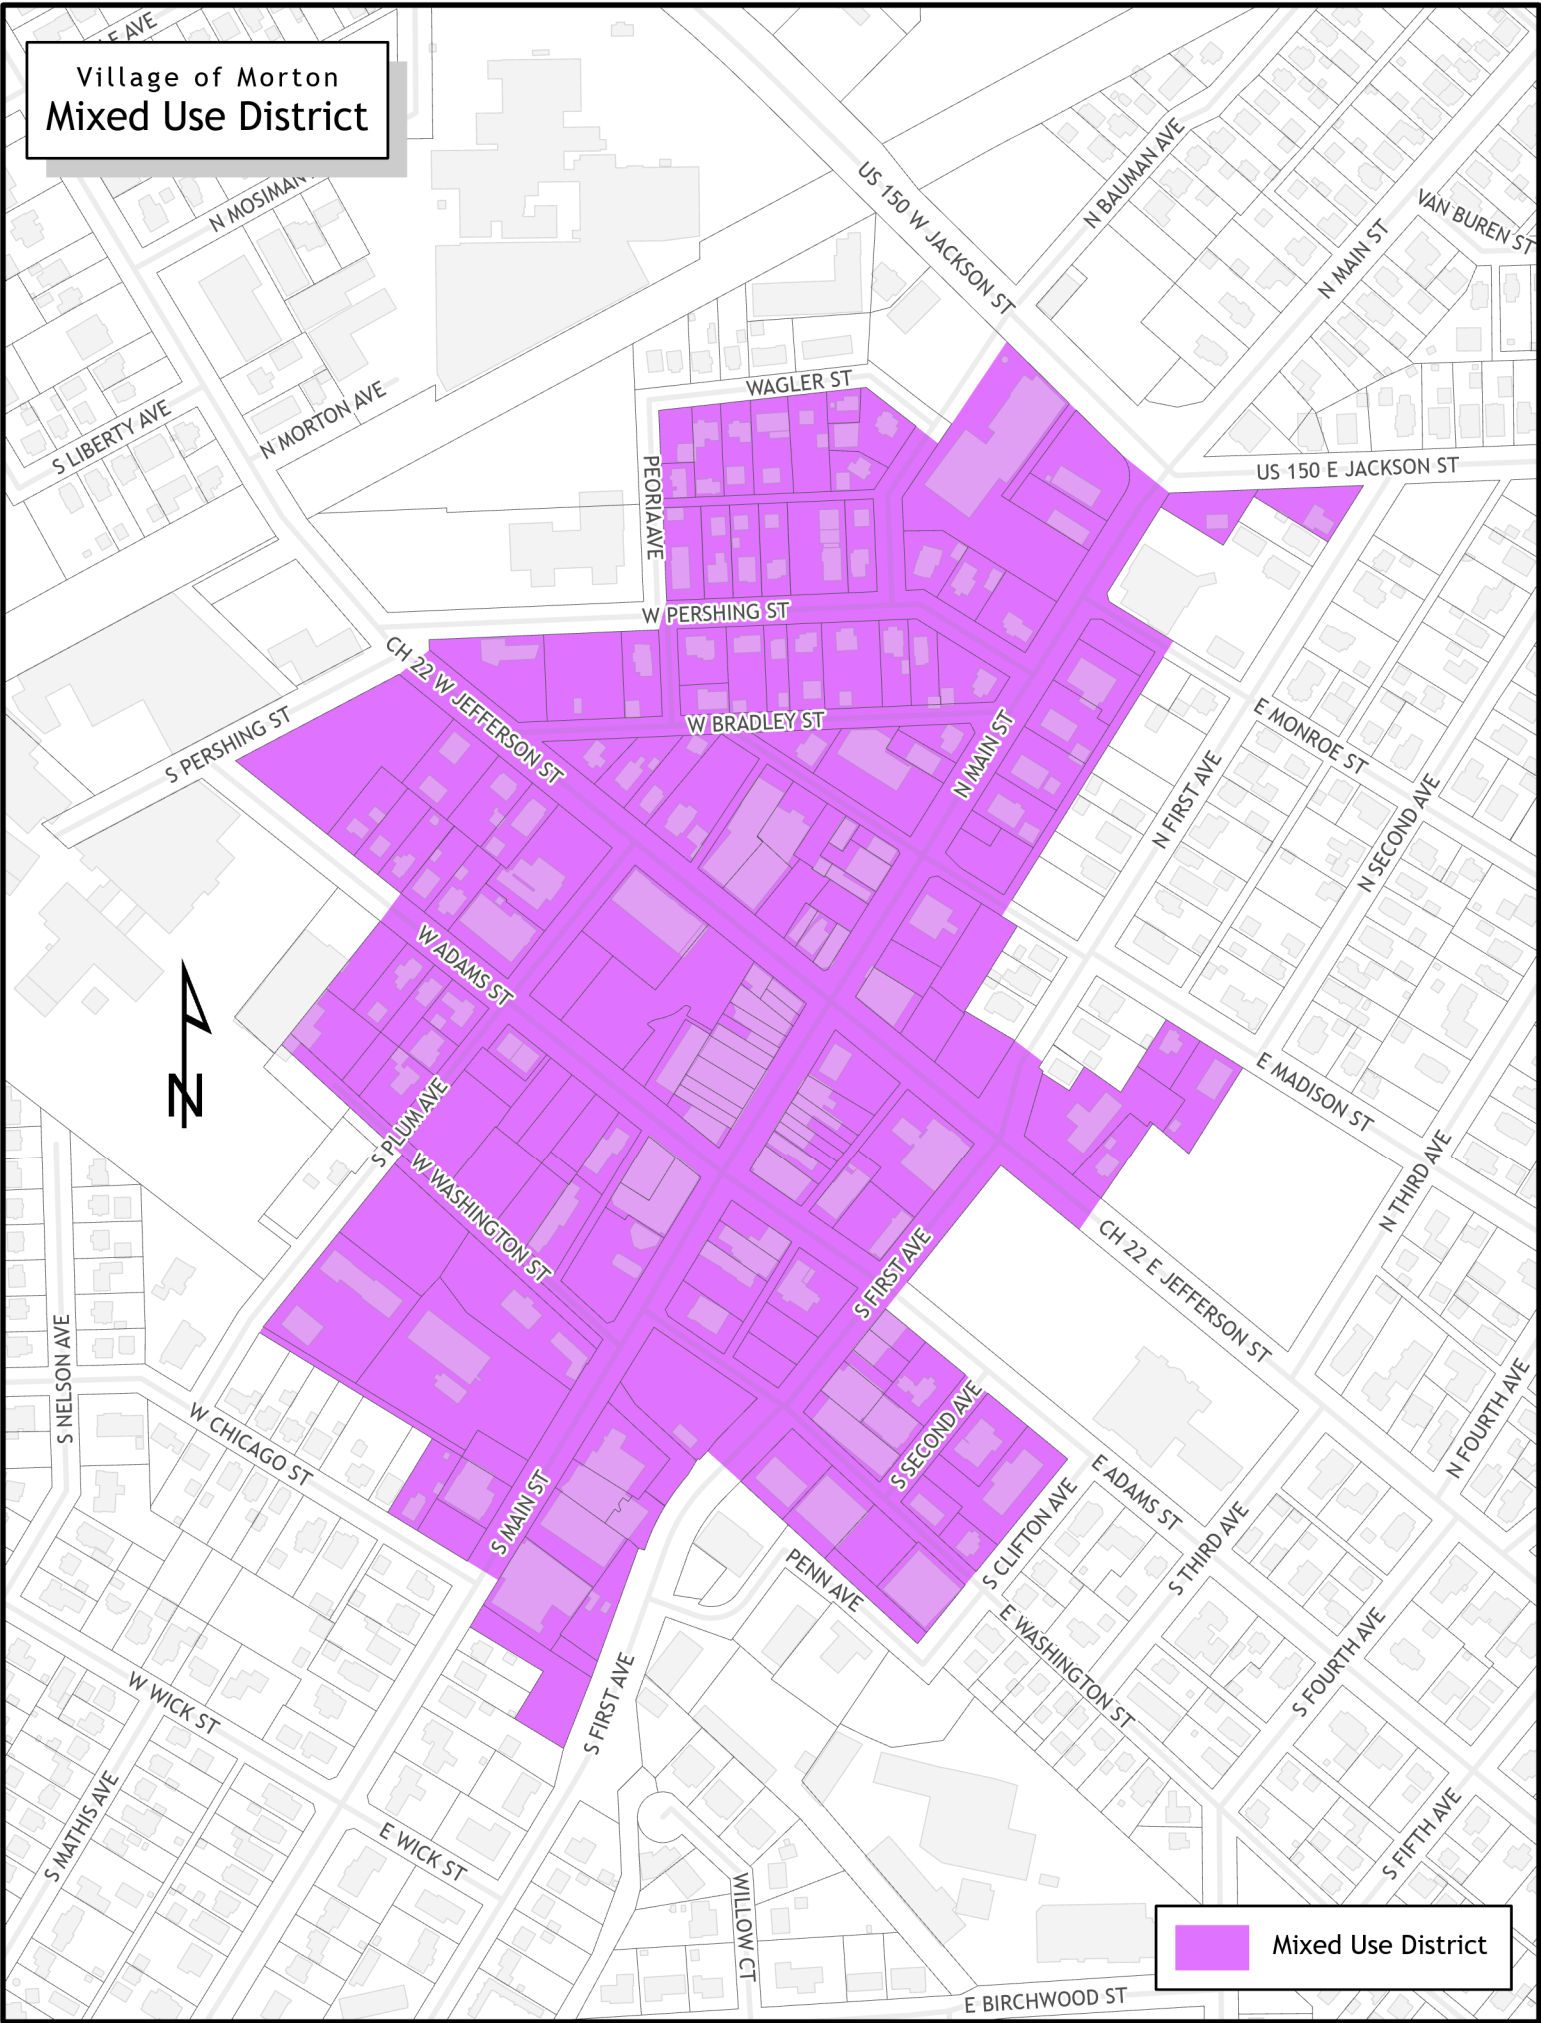 Village of Morton
Mixed Use District
N MOSIMAN
US 150 W JACKSON ST
N BAUMAN AVE
VAN BUREN ST
N MAIN ST
S LIBERTY AVE
N MORTON AVE
WAGLER ST
US 150 E JACKSON ST
PEORIA AVE
W PERSHING ST
CH 22 W JEFFERSON ST
S PERSHING ST
W BRADLEY ST
N MAIN ST
E MONROE ST
N FIRST AVE
N SECOND AVE
W ADAMS ST
N
E MADISON ST
S PLUM AVE
W WASHINGTON ST
N THIRD AVE
CH 22 E JEFFERSON ST
S FIRST AVE
S NELSON AVE
W CHICAGO ST
S SECOND AVE
N FOURTH AVE
S MAIN ST
E ADAMS ST
S CLIFTON AVE
S THIRD AVE
PENN AVE
E WASHINGTON ST
S FOURTH AVE
W WICK ST
S FIRST AVE
S MATHIS AVE
E WICK ST
S FIFTH AVE
WILLOW CT
E BIRCHWOOD ST
Mixed Use District